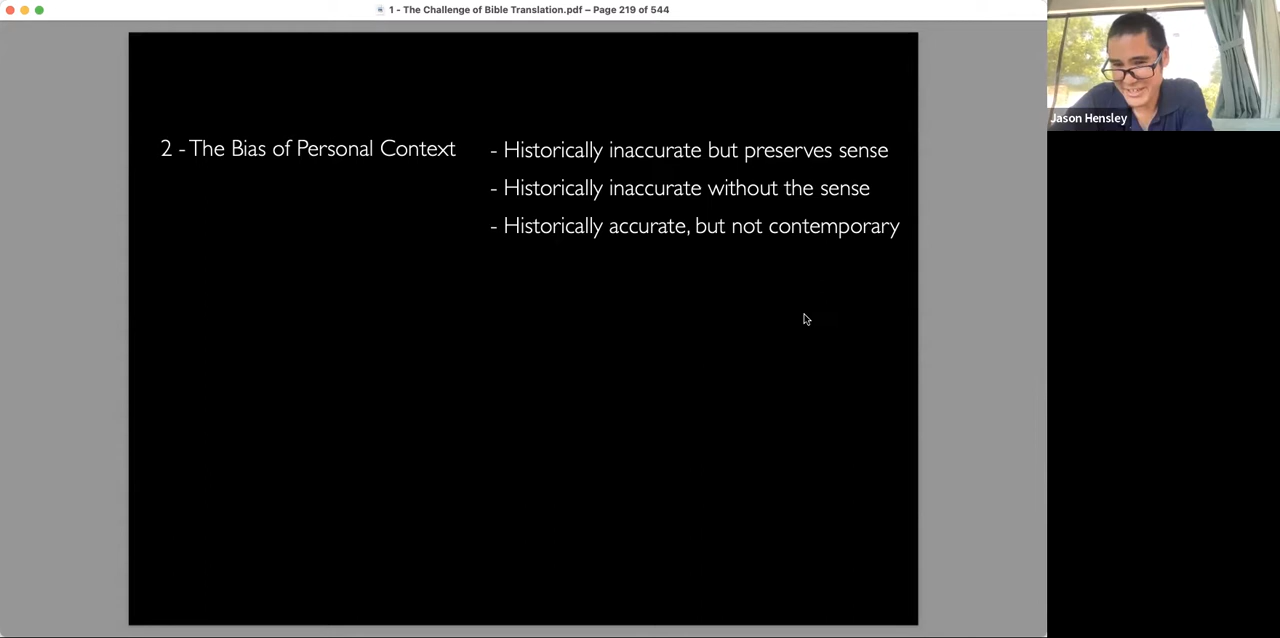 1 - The Challenge of Bible Translation.pdf – Page 219 of 544
2 - The Bias of Personal Context
- Historically inaccurate but preserves sense
- Historically inaccurate without the sense
- Historically accurate, but not contemporary
Jason Hensley